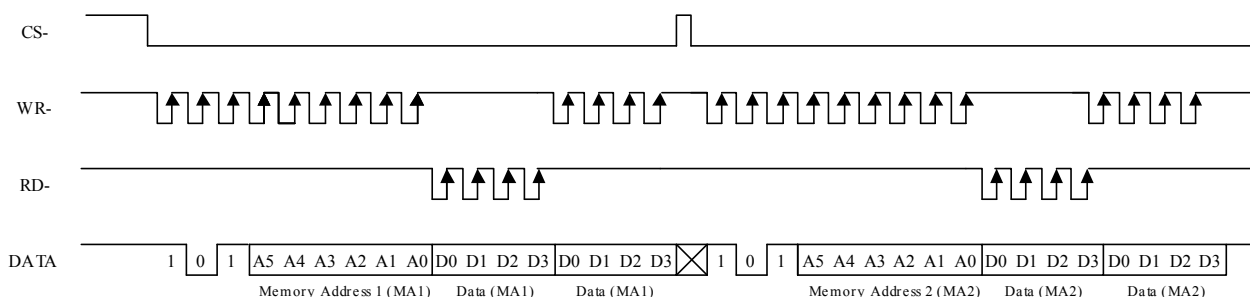 CS-
WR-
RD-
DATA 1 0 1 A5 A4 A3 A2 A1 A0 D0 D1 D2 D3 D0 D1 D2 D3 1 0 1 A5 A4 A3 A2 A1 A0 D0 D1 D2 D3 D0 D1 D2 D3
Memory Address 1 (MA1) Data (MA1) Data (MA1) Memory Address 2 (MA2) Data (MA2) Data (MA2)